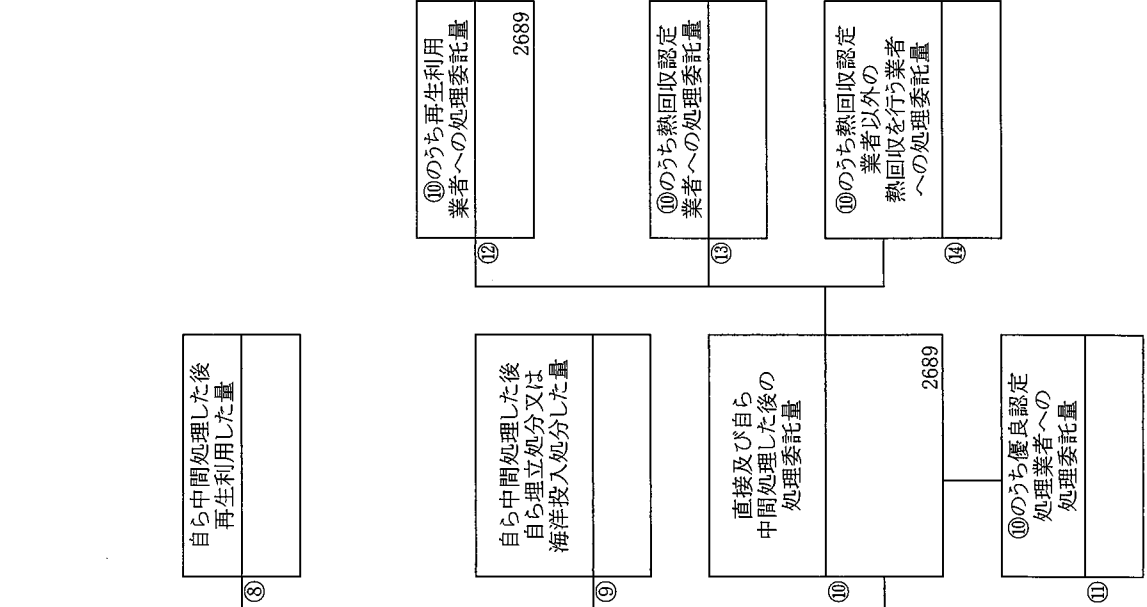 ⑧
自ら中間処理した後
再生利用した量
⑨
自ら中間処理した後
自ら埋立処分又は
海洋投入処分した量
⑩
直接及び自ら
中間処理した後の
処理委託量
2689
⑪
⑩のうち優良認定
処理業者への
処理委託量
⑫
⑩のうち再生利用
業者への処理委託量
2689
⑬
⑩のうち熱回収認定
業者への処理委託量
⑭
⑩のうち熱回収認定
業者以外の
熱回収を行う業者
への処理委託量